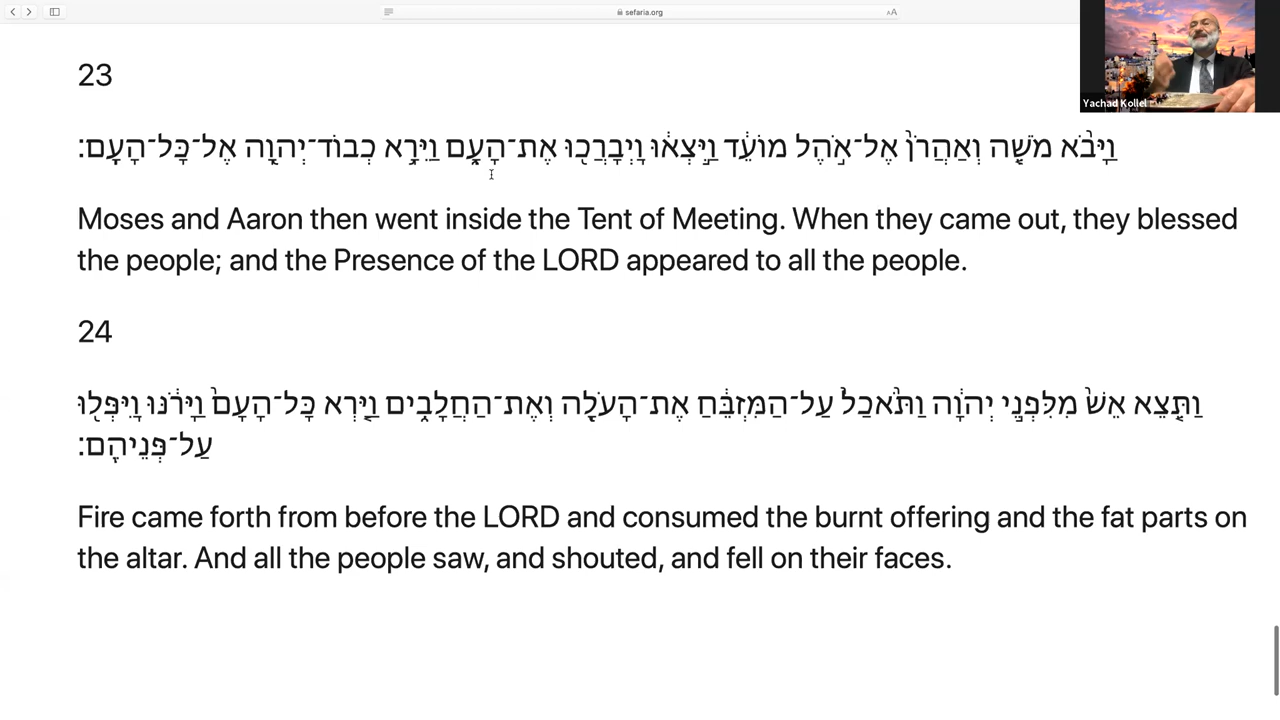 sefaria.org
Yachad Kollel
23
וַיָּבֹ֨א מֹשֶׁ֤ה וְאַהֲרֹן֙ אֶל־אֹ֣הֶל מוֹעֵ֔ד וַיֵּ֣צְא֔וּ וַֽיְבָרֲכ֖וּ אֶת־הָעָ֑ם וַיֵּרָ֥א כְבוֹד־יְהוָ֖ה אֶל־כָּל־הָעָֽם׃
Moses and Aaron then went inside the Tent of Meeting. When they came out, they blessed
the people; and the Presence of the LORD appeared to all the people.
24
וַתֵּ֤צֵא אֵשׁ֙ מִלִּפְנֵ֣י יְהוָ֔ה וַתֹּ֙אכַל֙ עַל־הַמִּזְבֵּ֔חַ אֶת־הָעֹלָ֖ה וְאֶת־הַחֲלָבִ֑ים וַיַּ֤רְא כָּל־הָעָם֙ וַיָּרֹ֔נּוּ וַֽיִּפְּל֖וּ
עַל־פְּנֵיהֶֽם׃
Fire came forth from before the LORD and consumed the burnt offering and the fat parts on
the altar. And all the people saw, and shouted, and fell on their faces.